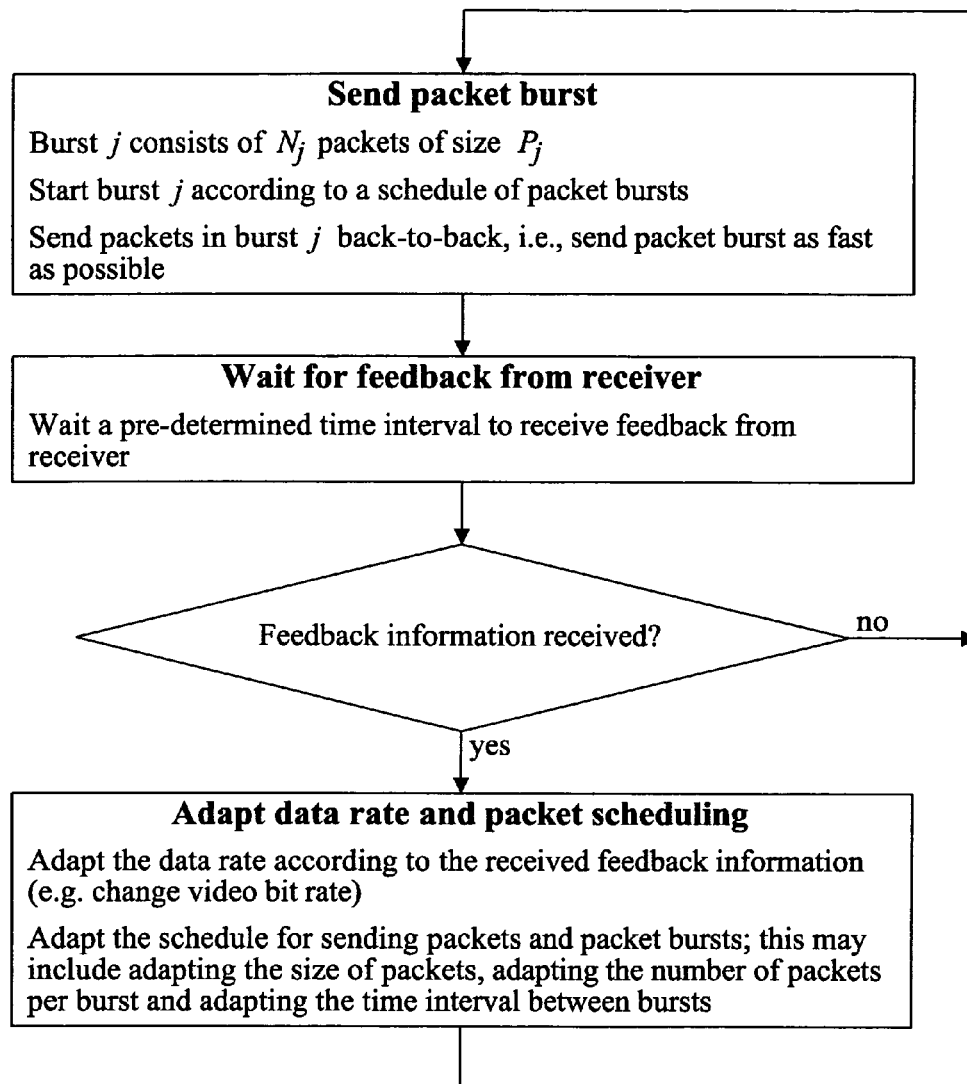 Send packet burst
Burst j consists of N_j packets of size P_j
Start burst j according to a schedule of packet bursts
Send packets in burst j back-to-back, i.e., send packet burst as fast
as possible
Wait for feedback from receiver
Wait a pre-determined time interval to receive feedback from
receiver
Feedback information received?
no
yes
Adapt data rate and packet scheduling
Adapt the data rate according to the received feedback information
(e.g. change video bit rate)
Adapt the schedule for sending packets and packet bursts; this may
include adapting the size of packets, adapting the number of packets
per burst and adapting the time interval between bursts